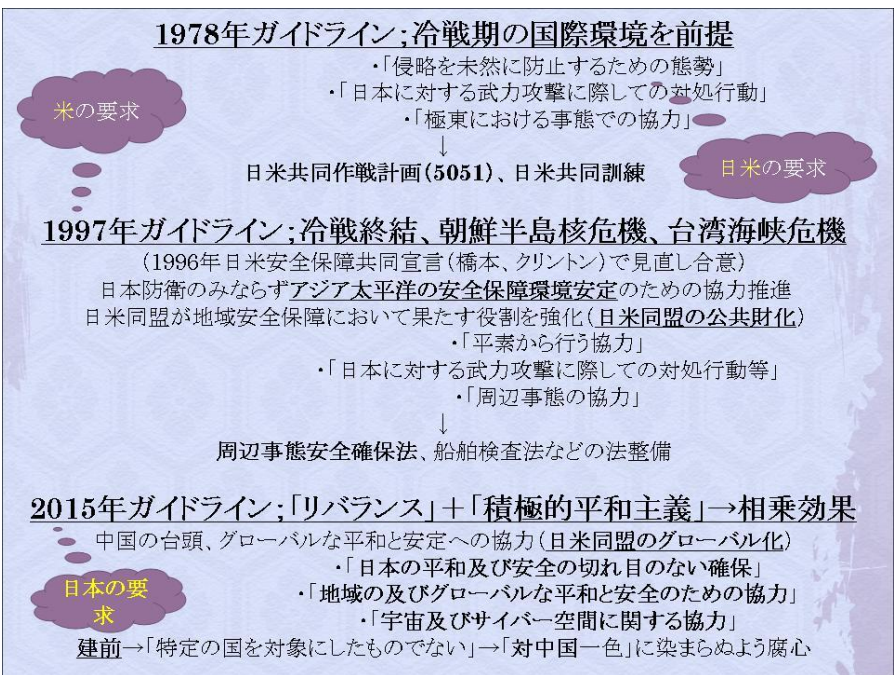 1978年ガイドライン;冷戦期の国際環境を前提
・「侵略を未然に防止するための態勢」
・「日本に対する武力攻撃に際しての対処行動」
米の要求
・「極東における事態での協力」
↓
日米共同作戦計画(5051)、日米共同訓練
日米の要求
1997年ガイドライン;冷戦終結、朝鮮半島核危機、台湾海峡危機
(1996年日米安全保障共同宣言(橋本、クリントン)で見直し合意)
日本防衛のみならずアジア太平洋の安全保障環境安定のための協力推進
日米同盟が地域安全保障において果たす役割を強化(日米同盟の公共財化)
・「平素から行う協力」
・「日本に対する武力攻撃に際しての対処行動等」
・「周辺事態の協力」
↓
周辺事態安全確保法、船舶検査法などの法整備
2015年ガイドライン;「リバランス」+「積極的平和主義」→相乗効果
中国の台頭、グローバルな平和と安定への協力(日米同盟のグローバル化)
・「日本の平和及び安全の切れ目のない確保」
日本の要
求
・「地域の及びグローバルな平和と安全のための協力」
・「宇宙及びサイバー空間に関する協力」
建前→「特定の国を対象にしたものでない」→「対中国一色」に染まらぬよう腐心